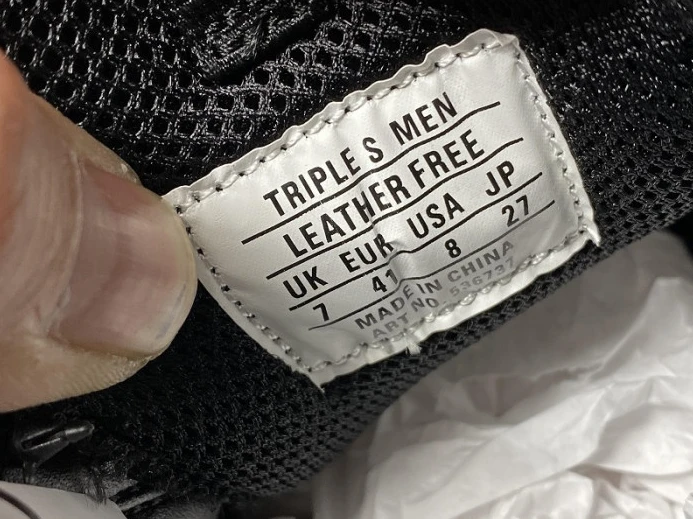 TRIPLE S MEN
LEATHER FREE
UK EUR USA JP
7 41 8 27
MADE IN CHINA
ART NO. 536737